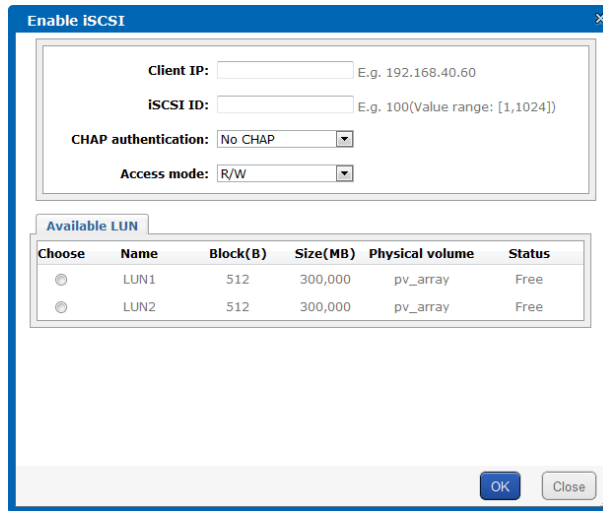 Enable iSCSI
Client IP: E.g. 192.168.40.60
iSCSI ID: E.g. 100(Value range: [1,1024])
CHAP authentication: No CHAP
Access mode: R/W
Available LUN
Choose Name Block(B) Size(MB) Physical volume Status
LUN1 512 300,000 pv_array Free
LUN2 512 300,000 pv_array Free
OK Close